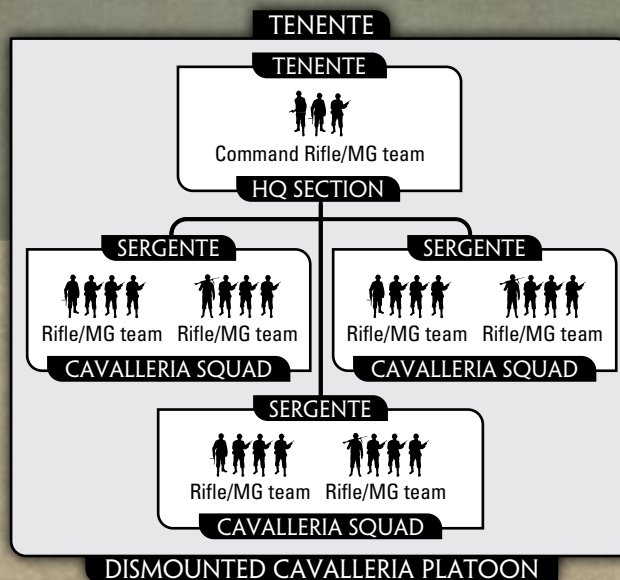 TENENTE
TENENTE
Command Rifle/MG team
HQ SECTION
SERGENTE
Rifle/MG team Rifle/MG team
CAVALLERIA SQUAD
SERGENTE
Rifle/MG team Rifle/MG team
CAVALLERIA SQUAD
SERGENTE
Rifle/MG team Rifle/MG team
CAVALLERIA SQUAD
DISMOUNTED CAVALLERIA PLATOON